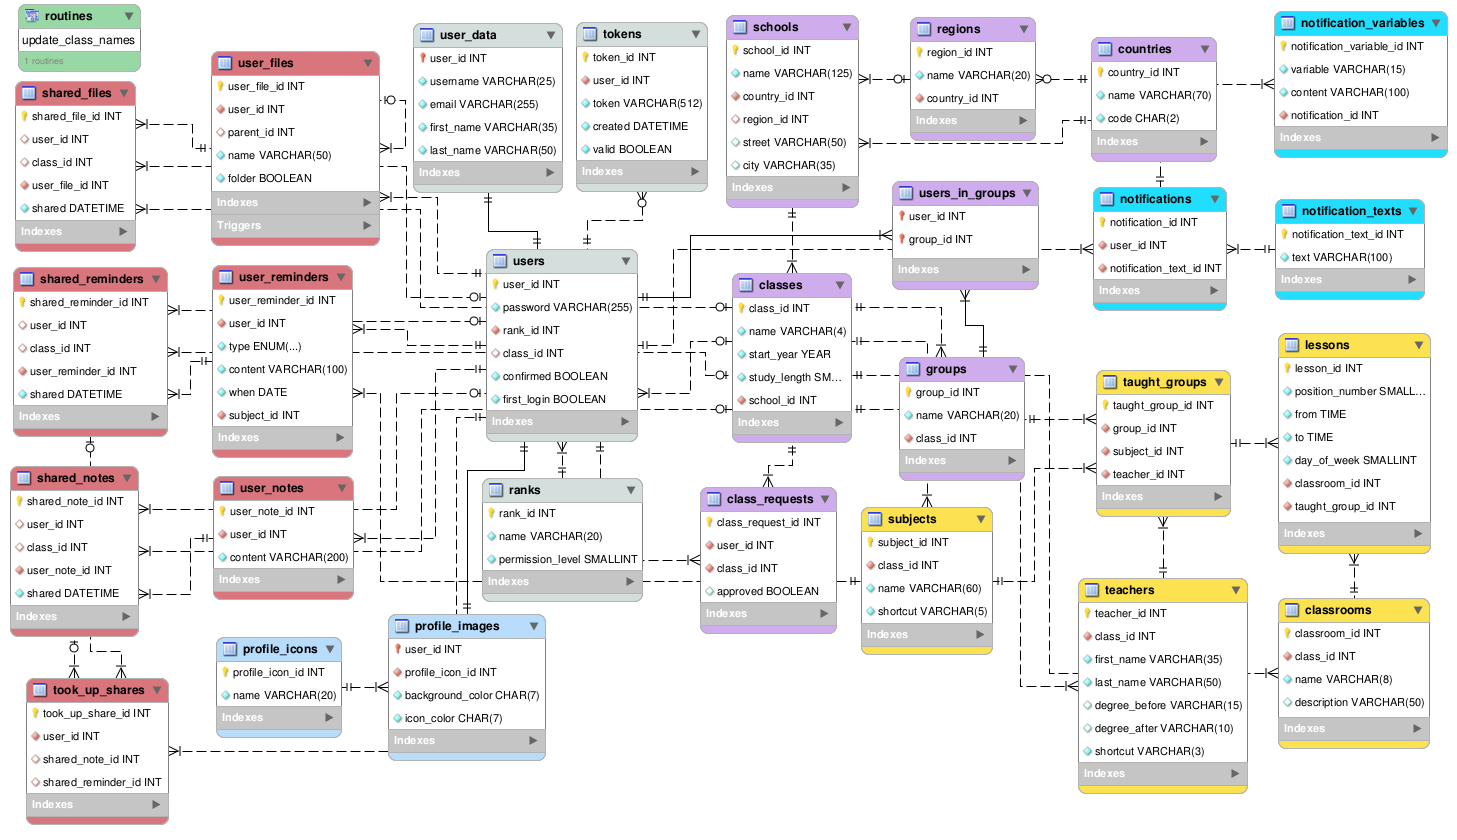 routines
update_class_names
1 routines
shared_files
shared_file_id INT
user_id INT
class_id INT
user_file_id INT
shared DATETIME
Indexes
user_files
user_file_id INT
user_id INT
parent_id INT
name VARCHAR(50)
folder BOOLEAN
Indexes
Triggers
user_data
user_id INT
username VARCHAR(25)
email VARCHAR(255)
first_name VARCHAR(35)
last_name VARCHAR(50)
Indexes
tokens
token_id INT
user_id INT
token VARCHAR(512)
created DATETIME
valid BOOLEAN
Indexes
schools
school_id INT
name VARCHAR(125)
country_id INT
region_id INT
street VARCHAR(50)
city VARCHAR(35)
Indexes
regions
region_id INT
name VARCHAR(20)
country_id INT
Indexes
countries
country_id INT
name VARCHAR(70)
code CHAR(2)
Indexes
notification_variables
notification_variable_id INT
variable VARCHAR(15)
content VARCHAR(100)
notification_id INT
Indexes
users_in_groups
user_id INT
group_id INT
Indexes
notifications
notification_id INT
user_id INT
notification_text_id INT
Indexes
notification_texts
notification_text_id INT
text VARCHAR(100)
Indexes
shared_reminders
shared_reminder_id INT
user_id INT
class_id INT
user_reminder_id INT
shared DATETIME
Indexes
user_reminders
user_reminder_id INT
user_id INT
type ENUM(...)
content VARCHAR(100)
when DATE
subject_id INT
Indexes
users
user_id INT
password VARCHAR(255)
rank_id INT
class_id INT
confirmed BOOLEAN
first_login BOOLEAN
Indexes
classes
class_id INT
name VARCHAR(4)
start_year YEAR
study_length SM...
school_id INT
Indexes
groups
group_id INT
name VARCHAR(20)
class_id INT
Indexes
taught_groups
taught_group_id INT
group_id INT
subject_id INT
teacher_id INT
Indexes
lessons
lesson_id INT
position_number SMALL...
from TIME
to TIME
day_of_week SMALLINT
classroom_id INT
taught_group_id INT
Indexes
shared_notes
shared_note_id INT
user_id INT
class_id INT
user_note_id INT
shared DATETIME
Indexes
user_notes
user_note_id INT
user_id INT
content VARCHAR(200)
Indexes
ranks
rank_id INT
name VARCHAR(20)
permission_level SMALLINT
Indexes
class_requests
class_request_id INT
user_id INT
class_id INT
approved BOOLEAN
Indexes
subjects
subject_id INT
class_id INT
name VARCHAR(60)
shortcut VARCHAR(5)
Indexes
teachers
teacher_id INT
class_id INT
first_name VARCHAR(35)
last_name VARCHAR(50)
degree_before VARCHAR(15)
degree_after VARCHAR(10)
shortcut VARCHAR(3)
Indexes
classrooms
classroom_id INT
class_id INT
name VARCHAR(8)
description VARCHAR(50)
Indexes
took_up_shares
took_up_share_id INT
user_id INT
shared_note_id INT
shared_reminder_id INT
Indexes
profile_icons
profile_icon_id INT
name VARCHAR(20)
Indexes
profile_images
user_id INT
profile_icon_id INT
background_color CHAR(7)
icon_color CHAR(7)
Indexes